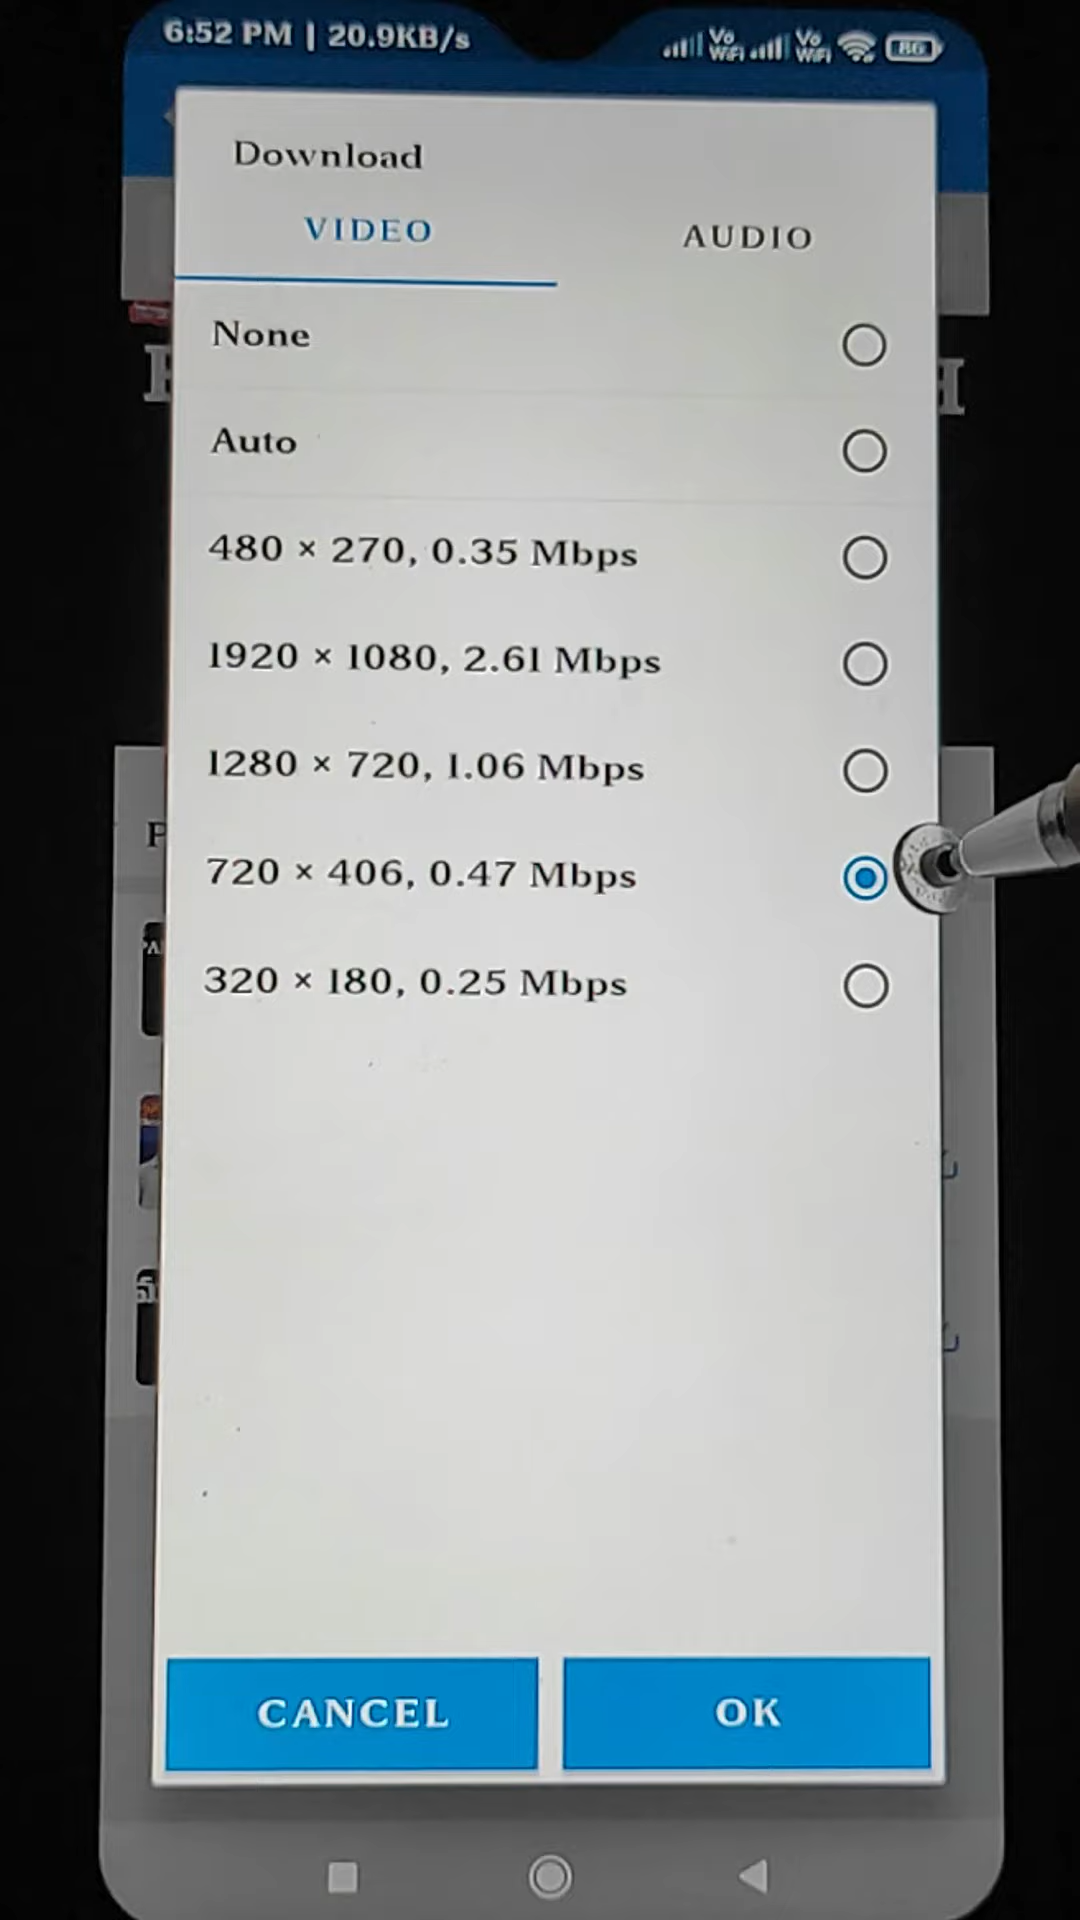 6:52 PM | 20.9KB/s Vo WiFi Vo WiFi 86
Download
VIDEO AUDIO
None
Auto
480 × 270, 0.35 Mbps
1920 × 1080, 2.61 Mbps
1280 × 720, 1.06 Mbps
720 × 406, 0.47 Mbps
320 × 180, 0.25 Mbps
CANCEL OK